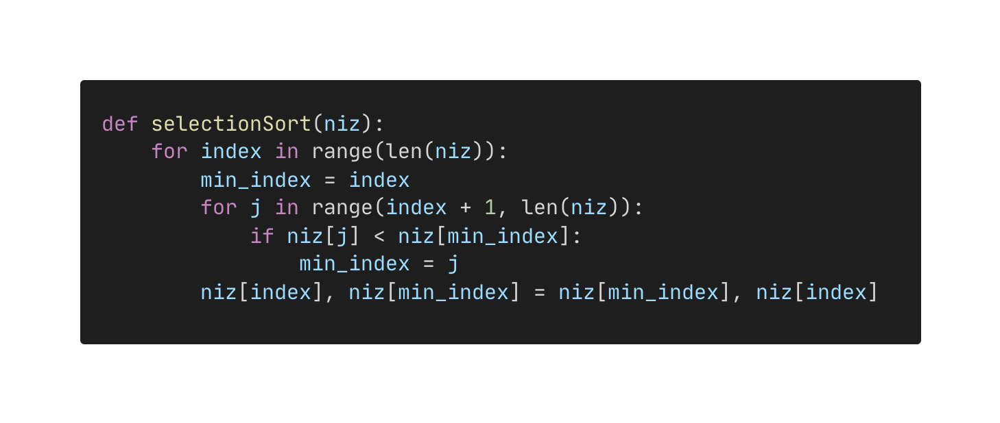 def selectionSort(niz):
    for index in range(len(niz)):
        min_index = index
        for j in range(index + 1, len(niz)):
            if niz[j] < niz[min_index]:
                min_index = j
        niz[index], niz[min_index] = niz[min_index], niz[index]